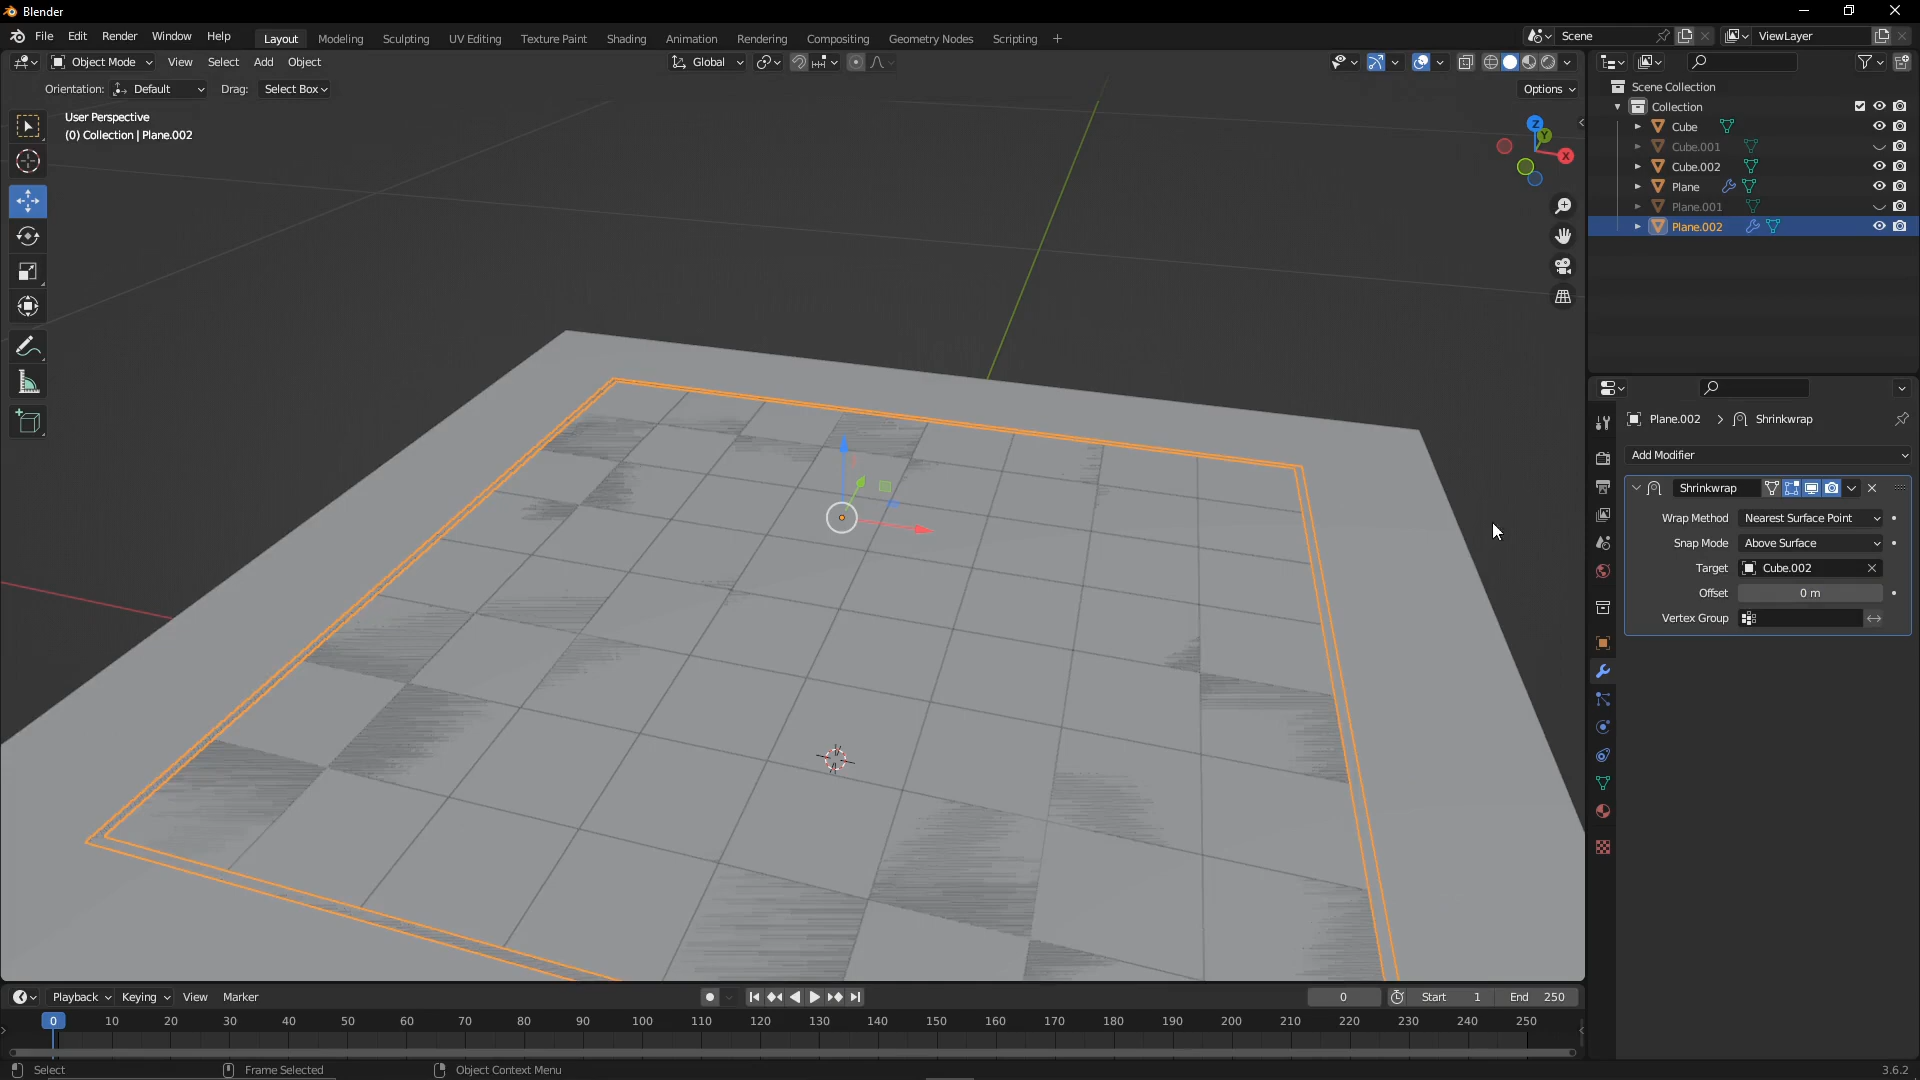 Blender
File Edit Render Window Help
Layout Modeling Sculpting UV Editing Texture Paint Shading Animation Rendering Compositing Geometry Nodes Scripting +
Scene
ViewLayer
Object Mode View Select Add Object
Global
Orientation: Default Drag: Select Box
Options
User Perspective
(0) Collection | Plane.002
Z
Y
X
Scene Collection
Collection
Cube
Cube.001
Cube.002
Plane
Plane.001
Plane.002
Plane.002 > Shrinkwrap
Add Modifier
Shrinkwrap
Wrap Method Nearest Surface Point
Snap Mode Above Surface
Target Cube.002
Offset 0 m
Vertex Group
Playback Keying View Marker
0 Start 1 End 250
0 10 20 30 40 50 60 70 80 90 100 110 120 130 140 150 160 170 180 190 200 210 220 230 240 250
Select Frame Selected Object Context Menu 3.6.2